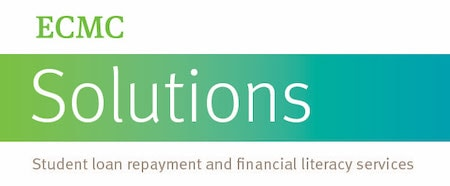 ECMC
Solutions
Student loan repayment and financial literacy services